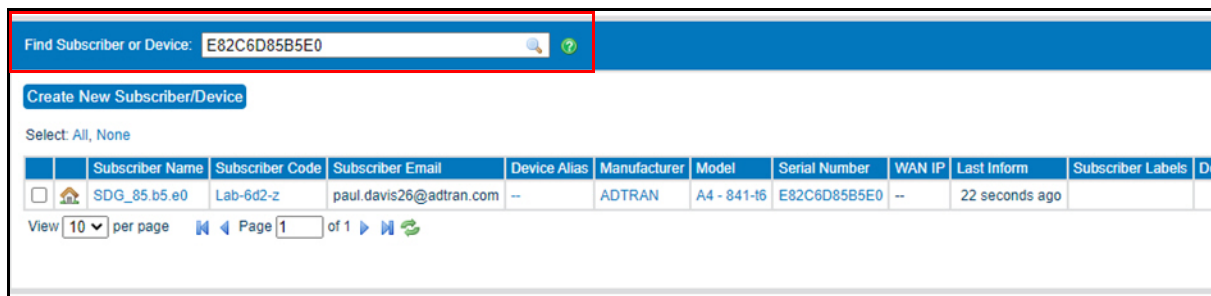 Find Subscriber or Device: E82C6D85B5E0
Create New Subscriber/Device
Select: All, None
Subscriber Name Subscriber Code Subscriber Email Device Alias Manufacturer Model Serial Number WAN IP Last Inform Subscriber Labels
SDG_85.b5.e0 Lab-6d2-z paul.davis26@adtran.com -- ADTRAN A4 - 841-t6 E82C6D85B5E0 -- 22 seconds ago
View 10 per page Page 1 of 1